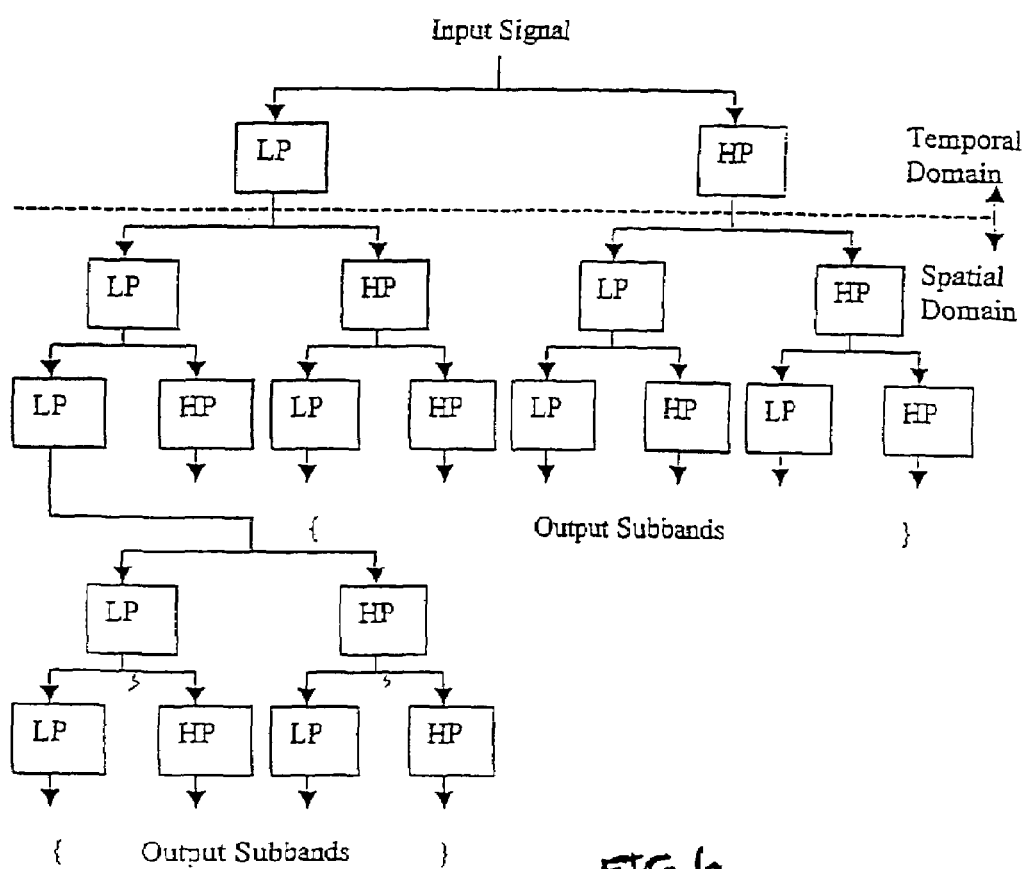 Input Signal
LP
HP
Temporal
Domain
LP
HP
LP
HP
Spatial
Domain
LP
HP
LP
HP
LP
HP
LP
HP
{ Output Subbands }
LP
HP
LP
HP
LP
HP
{ Output Subbands }